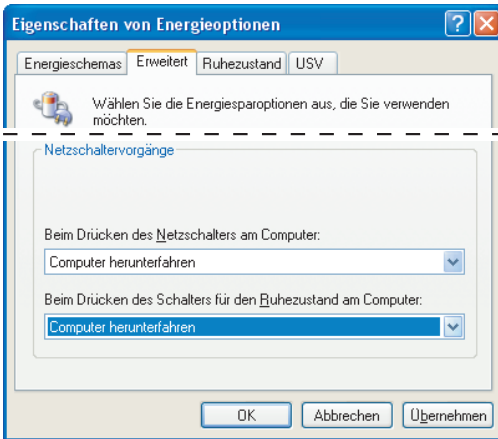 Eigenschaften von Energieoptionen
Energieschemas Erweitert Ruhezustand USV
Wählen Sie die Energiesparoptionen aus, die Sie verwenden
möchten.
Netzschaltervorgänge
Beim Drücken des Netzschalters am Computer:
Computer herunterfahren
Beim Drücken des Schalters für den Ruhezustand am Computer:
Computer herunterfahren
OK Abbrechen Übernehmen